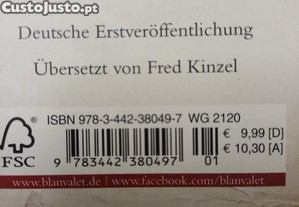 CustoJusto.pt
Deutsche Erstveröffentlichung
Übersetzt von Fred Kinzel
ISBN 978-3-442-38049-7 WG 2120
€ 9,99 [D]
€ 10,30 [A]
FSC
9 783442 380497 01
www.blanvalet.de | www.facebook.com/blanvalet